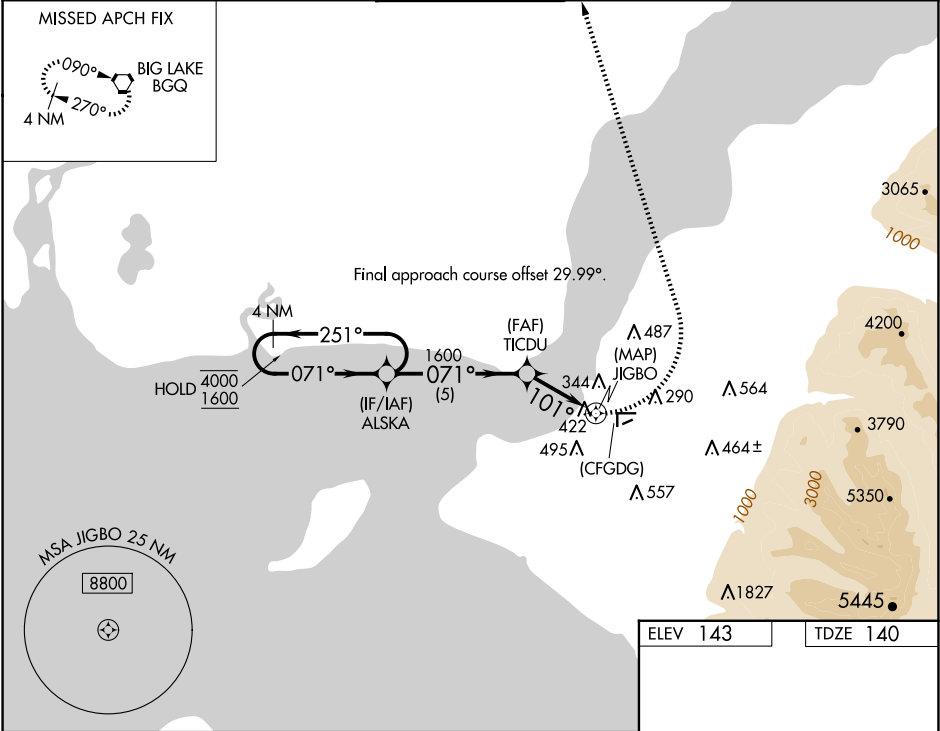 MISSED APCH FIX
090°
BIG LAKE
BGQ
270°
4 NM
3065
1000
Final approach course offset 29.99°.
4 NM
251°
(FAF)
TICDU
487
4200
(MAP)
JIGBO
HOLD
4000
1600
071°
1600
071°
(5)
344
101°
290
564
(IF/IAF)
ALSKA
422
3790
495
(CFGDG)
464±
557
1000
3000
5350
MSA JIGBO 25 NM
8800
1827
5445
ELEV 143
TDZE 140